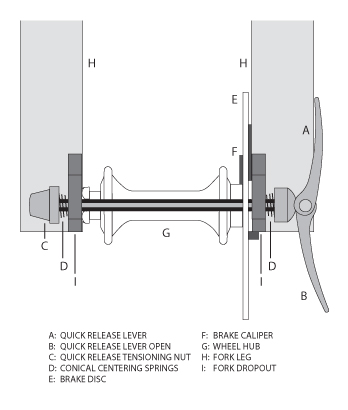 H
H
E
A
F
G
C
D
D
I
I
B
A: QUICK RELEASE LEVER
B: QUICK RELEASE LEVER OPEN
C: QUICK RELEASE TENSIONING NUT
D: CONICAL CENTERING SPRINGS
E: BRAKE DISC
F: BRAKE CALIPER
G: WHEEL HUB
H: FORK LEG
I: FORK DROPOUT